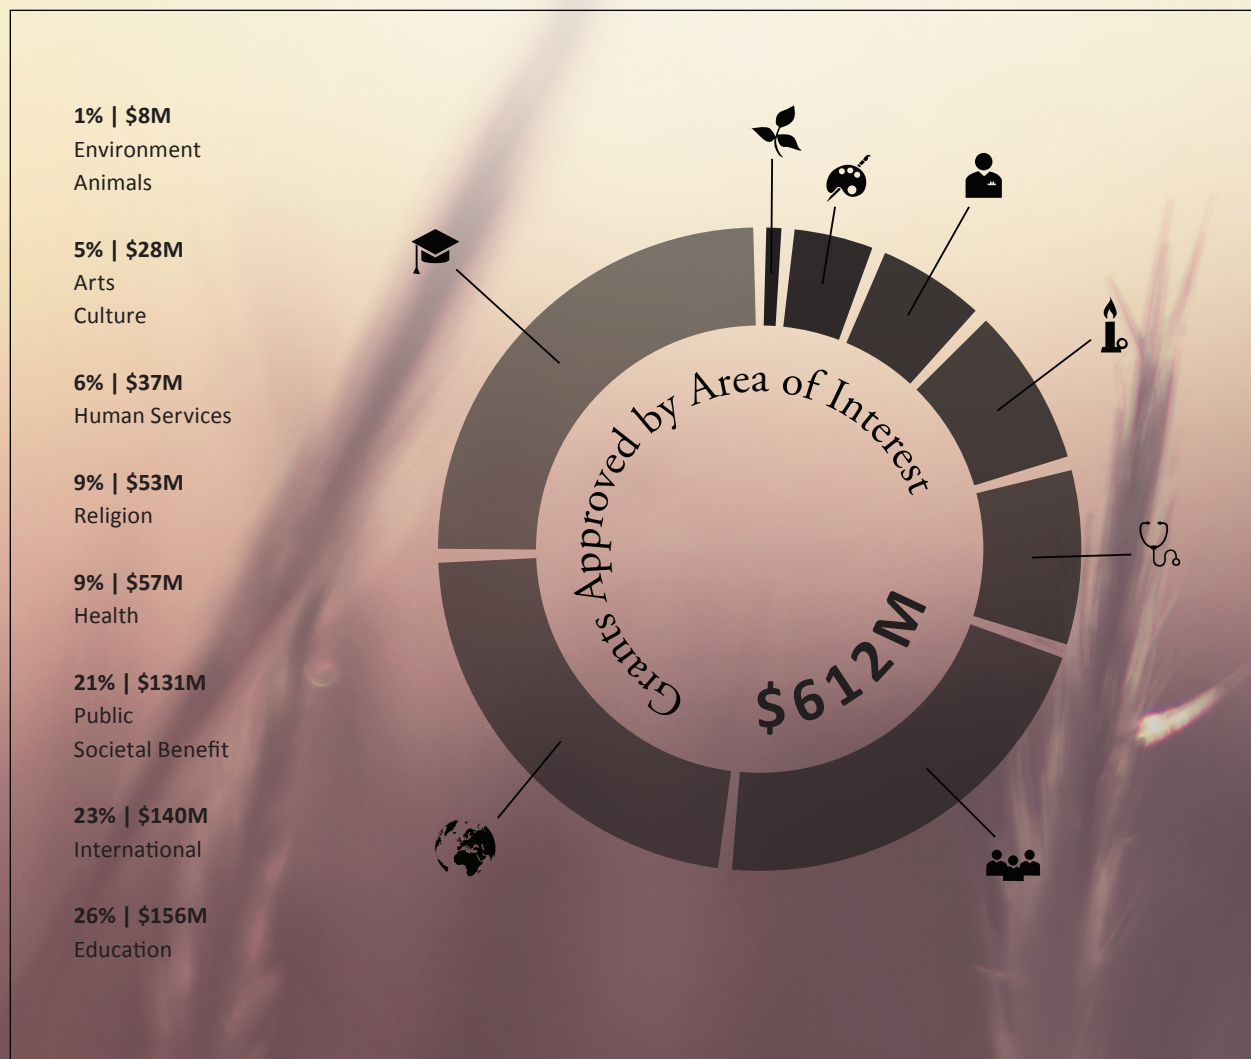 1% | $8M
Environment
Animals
5% | $28M
Arts
Culture
6% | $37M
Human Services
9% | $53M
Religion
9% | $57M
Health
21% | $131M
Public
Societal Benefit
23% | $140M
International
26% | $156M
Education
Grants Approved by Area of Interest
$612M